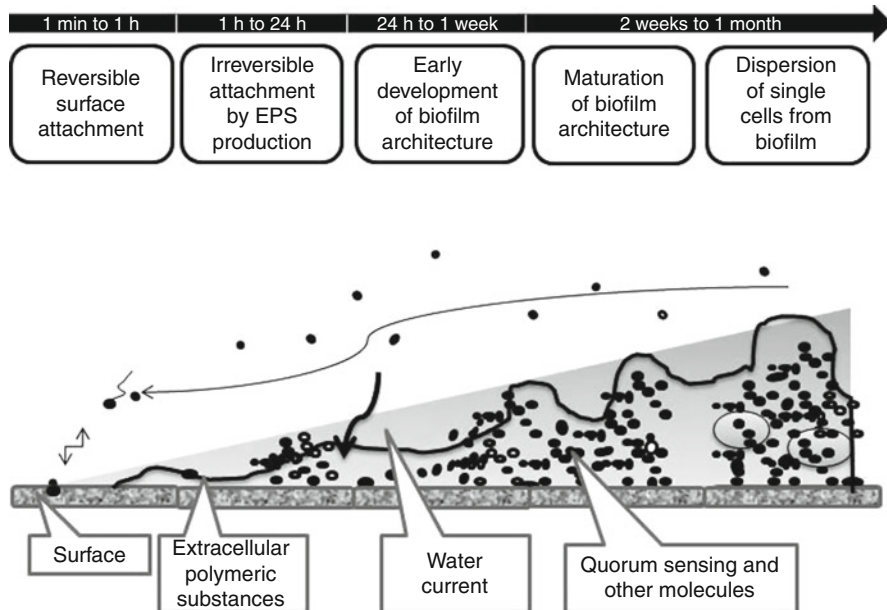 1 min to 1 h
1 h to 24 h
24 h to 1 week
2 weeks to 1 month
Reversible
surface
attachment
Irreversible
attachment
by EPS
production
Early
development
of biofilm
architecture
Maturation
of biofilm
architecture
Dispersion
of single
cells from
biofilm
Surface
Extracellular
polymeric
substances
Water
current
Quorum sensing and
other molecules